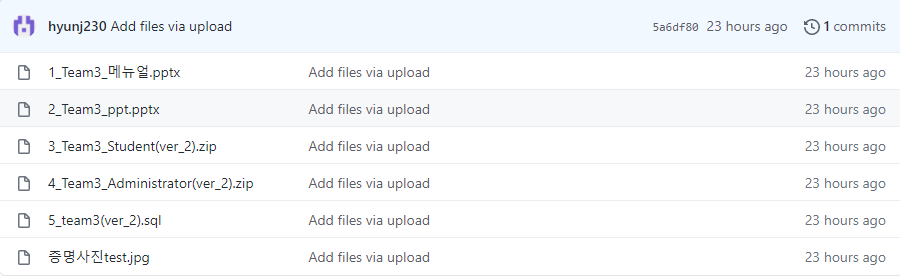 hyunj230 Add files via upload 5a6df80 23 hours ago 1 commits
1_Team3_메뉴얼.pptx Add files via upload 23 hours ago
2_Team3_ppt.pptx Add files via upload 23 hours ago
3_Team3_Student(ver_2).zip Add files via upload 23 hours ago
4_Team3_Administrator(ver_2).zip Add files via upload 23 hours ago
5_team3(ver_2).sql Add files via upload 23 hours ago
증명사진test.jpg Add files via upload 23 hours ago